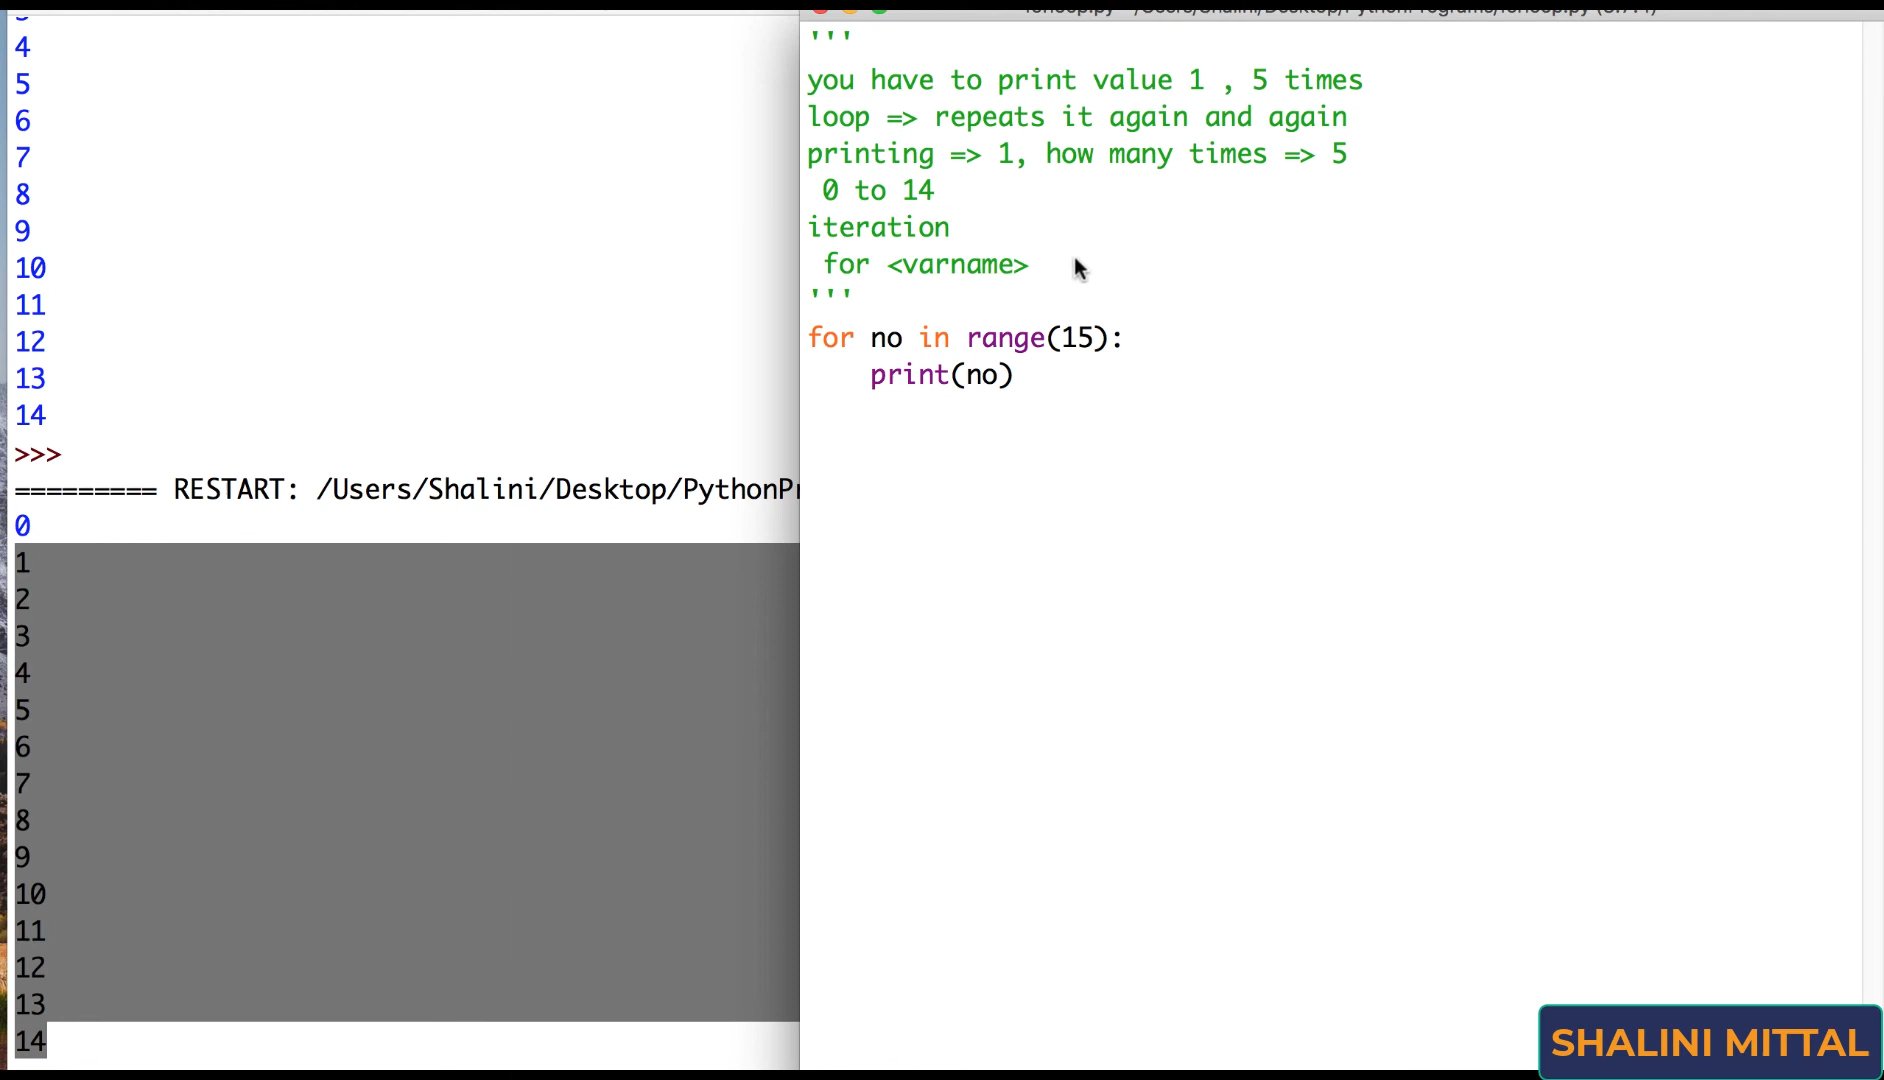 4
5
6
7
8
9
10
11
12
13
14
>>>
========= RESTART: /Users/Shalini/Desktop/PythonPr
0
1
2
3
4
5
6
7
8
9
10
11
12
13
14
'''
you have to print value 1 , 5 times
loop => repeats it again and again
printing => 1, how many times => 5
0 to 14
iteration
for <varname>
'''
for no in range(15):
    print(no)
SHALINI MITTAL